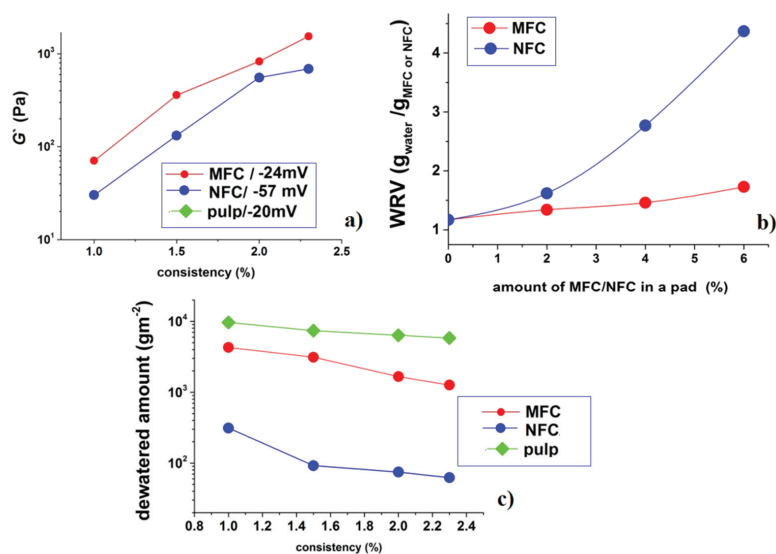 10³
10²
10¹
G` (Pa)
1.0 1.5 2.0 2.5
consistency (%)
MFC / -24mV
NFC/ -57 mV
pulp/-20mV
a)
4
3
2
1
WRV (g_water /g_MFC or NFC)
0 1 2 3 4 5 6
amount of MFC/NFC in a pad (%)
MFC
NFC
b)
10⁴
10³
10²
dewatered amount (gm⁻²)
0.8 1.0 1.2 1.4 1.6 1.8 2.0 2.2 2.4
consistency (%)
MFC
NFC
pulp
c)